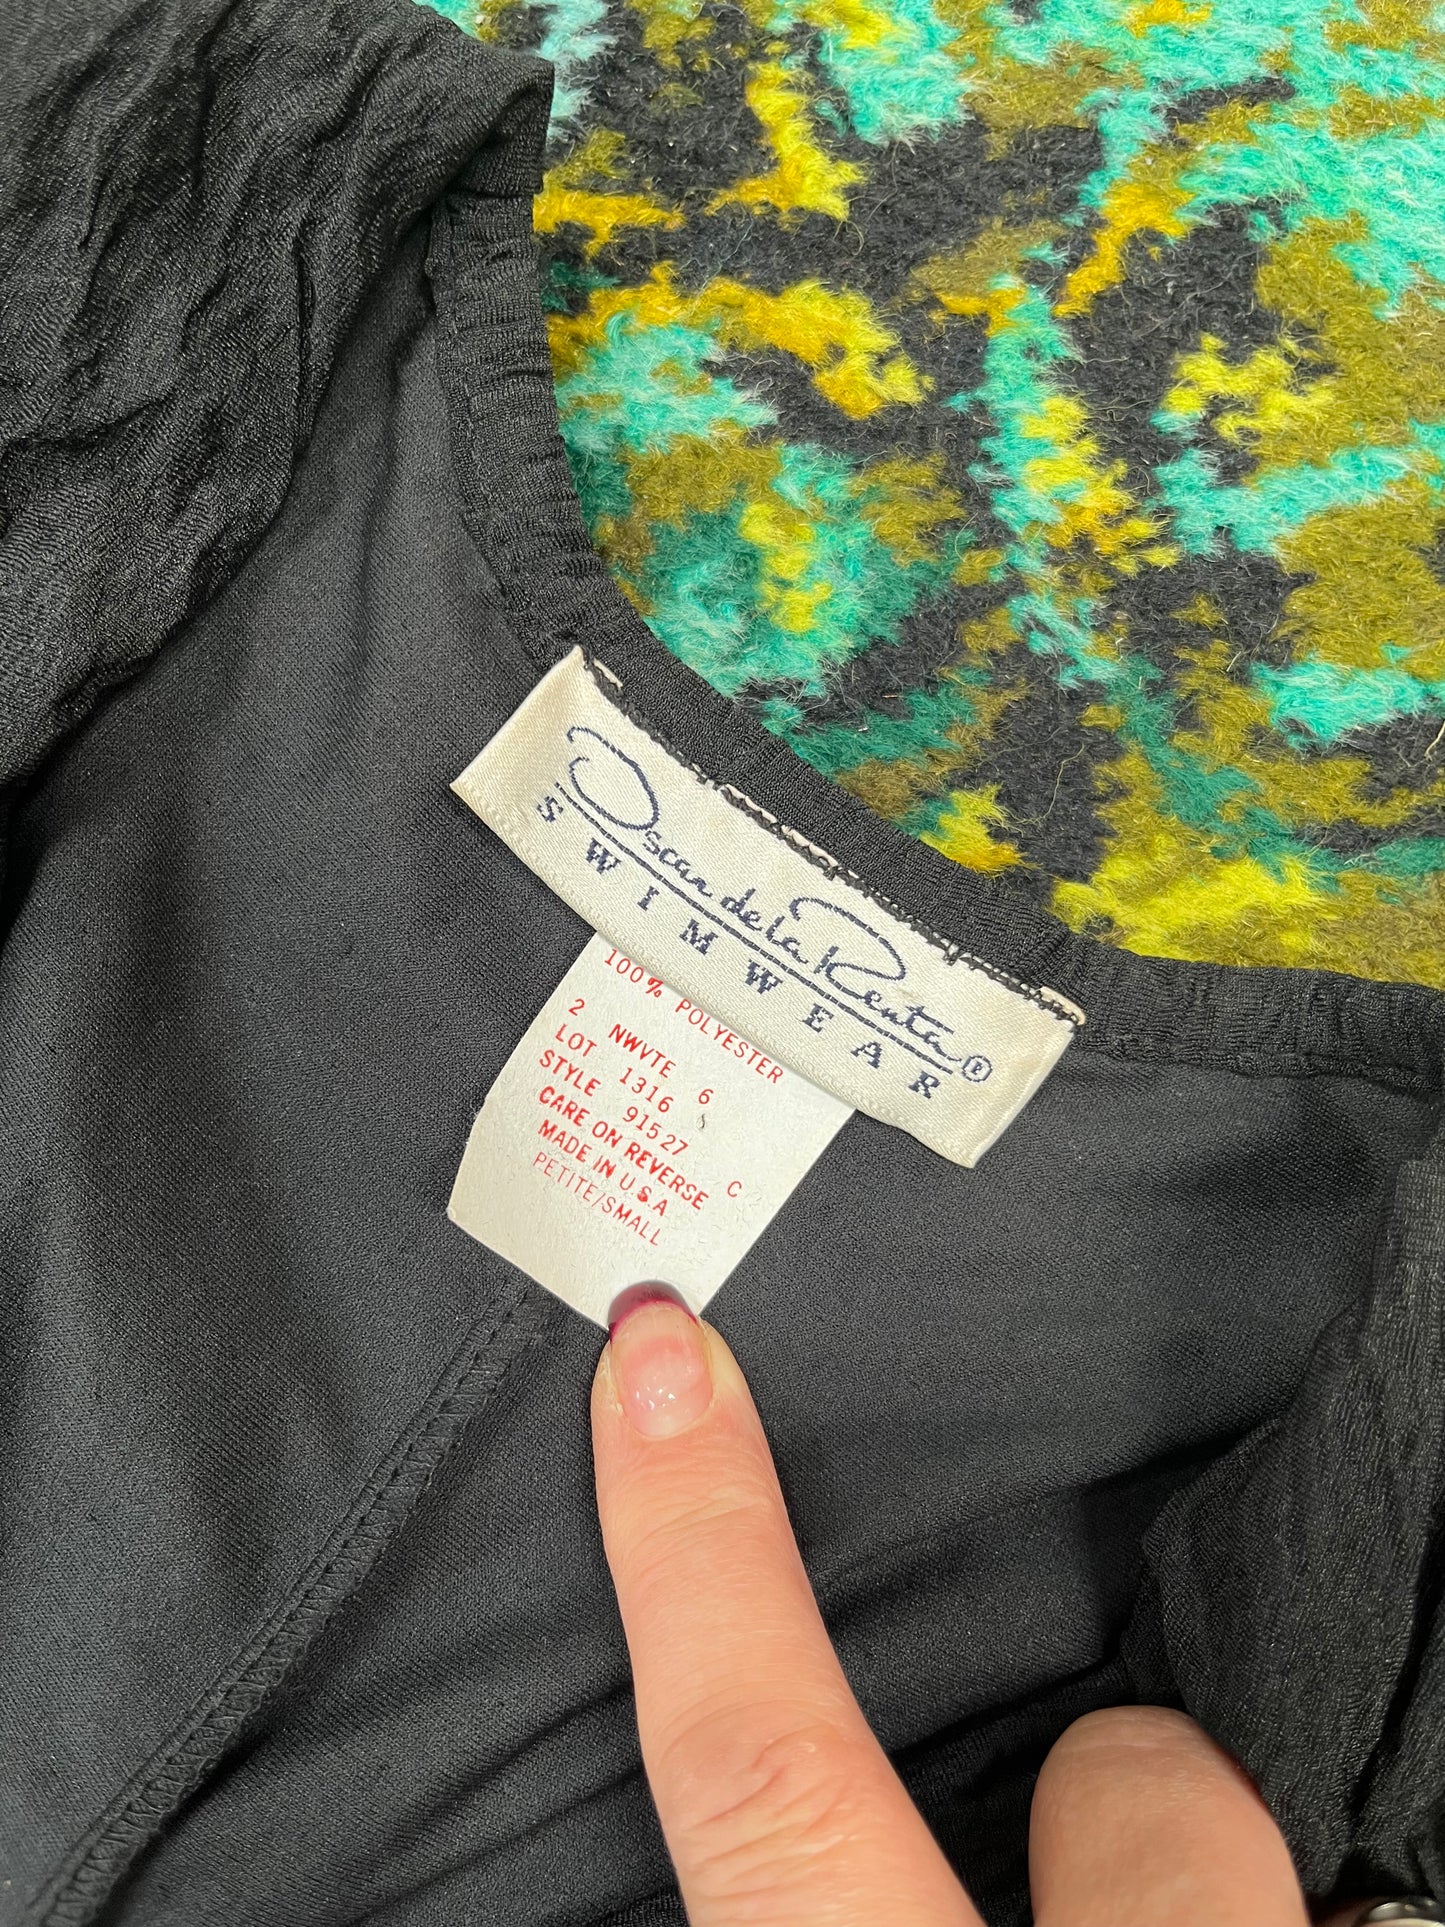 Oscar de la Renta®
SWIMWEAR
100% POLYESTER
2 NWVTE 6
LOT 1316
STYLE 91527
CARE ON REVERSE C
MADE IN U.S.A
PETITE/SMALL